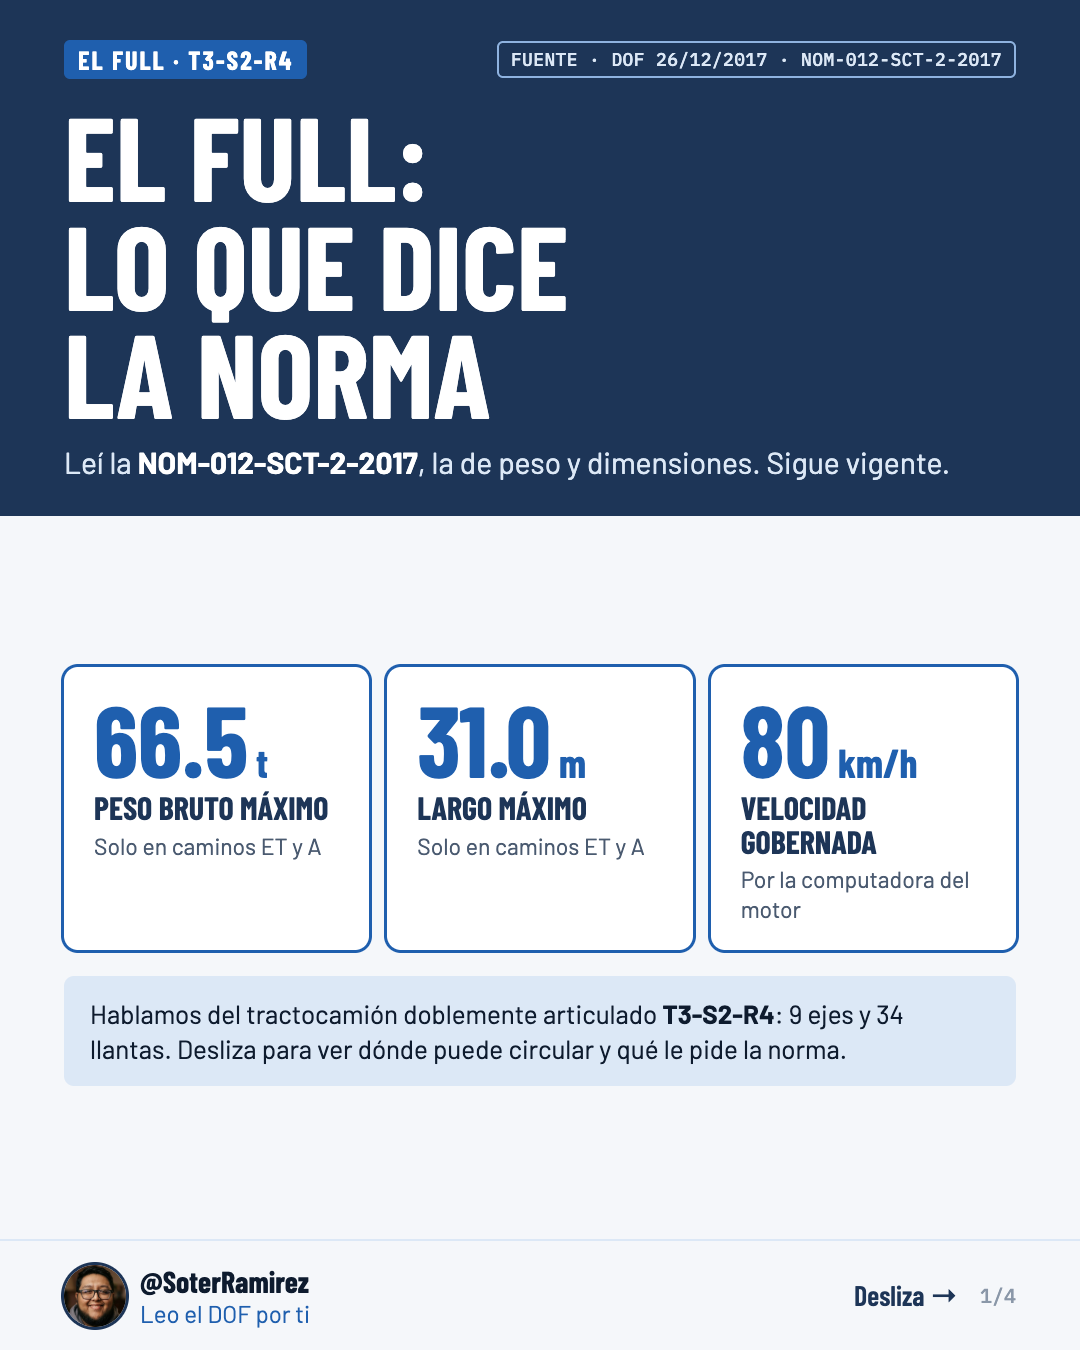 EL FULL · T3-S2-R4
FUENTE · DOF 26/12/2017 · NOM-012-SCT-2-2017
EL FULL:
LO QUE DICE
LA NORMA
Leí la NOM-012-SCT-2-2017, la de peso y dimensiones. Sigue vigente.
66.5 t
PESO BRUTO MÁXIMO
Solo en caminos ET y A
31.0 m
LARGO MÁXIMO
Solo en caminos ET y A
80 km/h
VELOCIDAD
GOBERNADA
Por la computadora del
motor
Hablamos del tractocamión doblemente articulado T3-S2-R4: 9 ejes y 34
llantas. Desliza para ver dónde puede circular y qué le pide la norma.
@SoterRamirez
Leo el DOF por ti
Desliza → 1/4